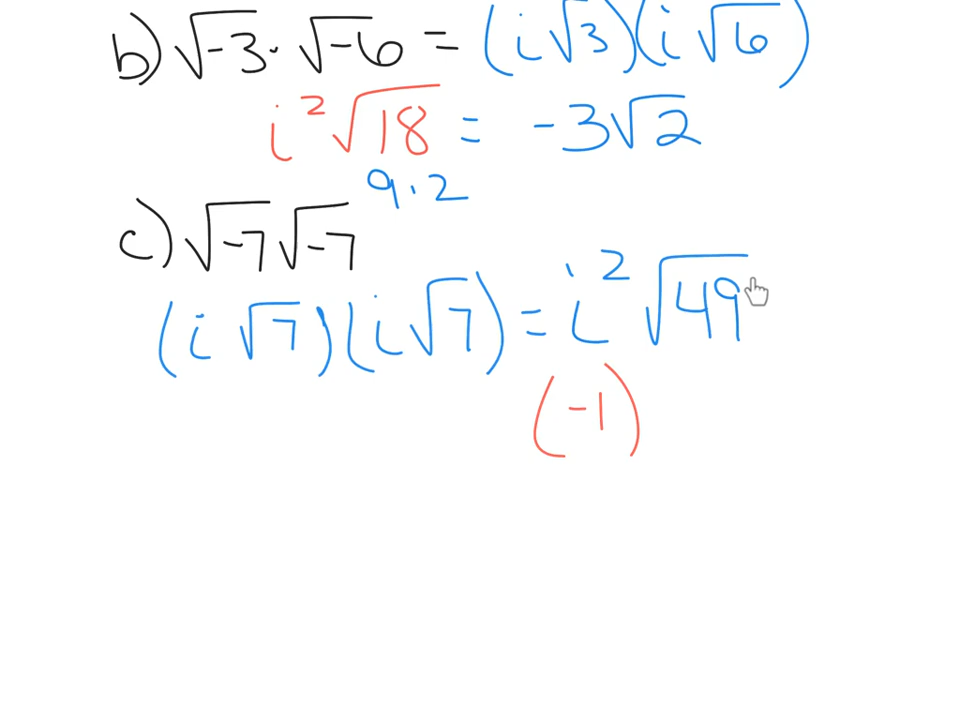 b) √-3 · √-6 = (i√3)(i√6)
i²√18 = -3√2
9·2
c) √-7 √-7
(i√7)(i√7) = i²√49
(-1)